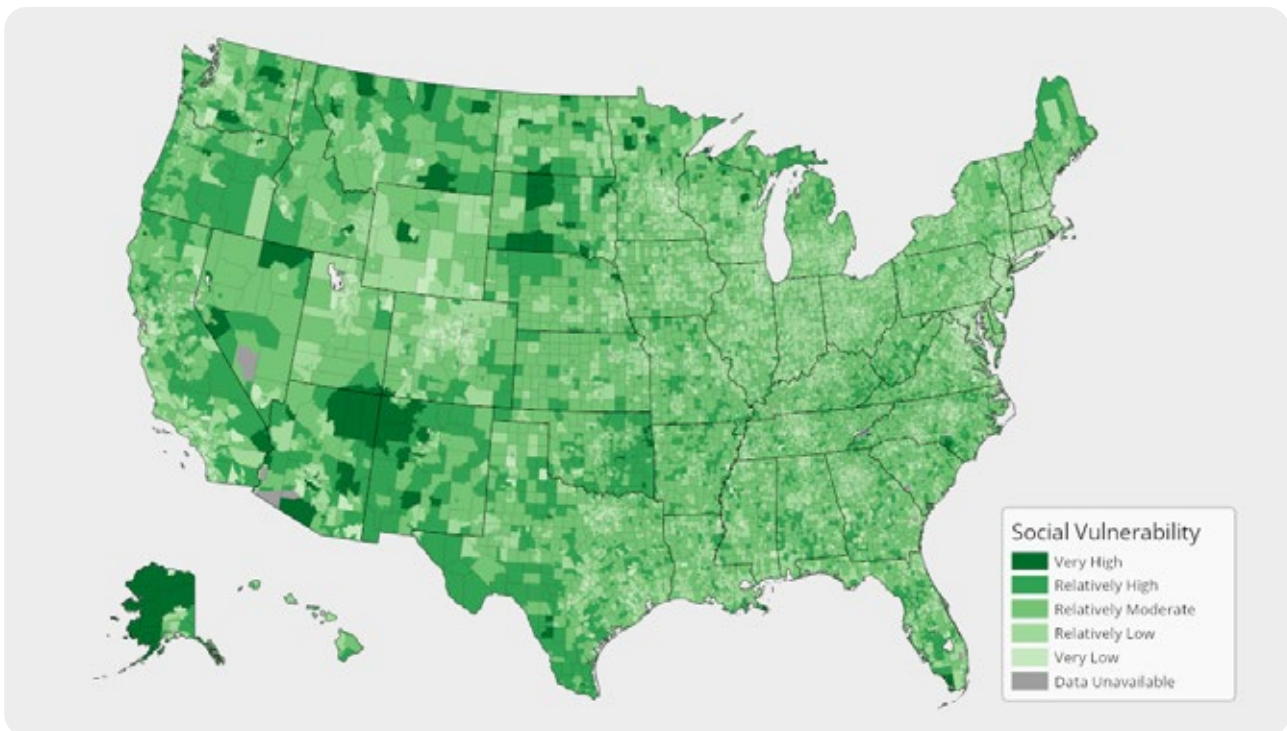 Social Vulnerability
Very High
Relatively High
Relatively Moderate
Relatively Low
Very Low
Data Unavailable